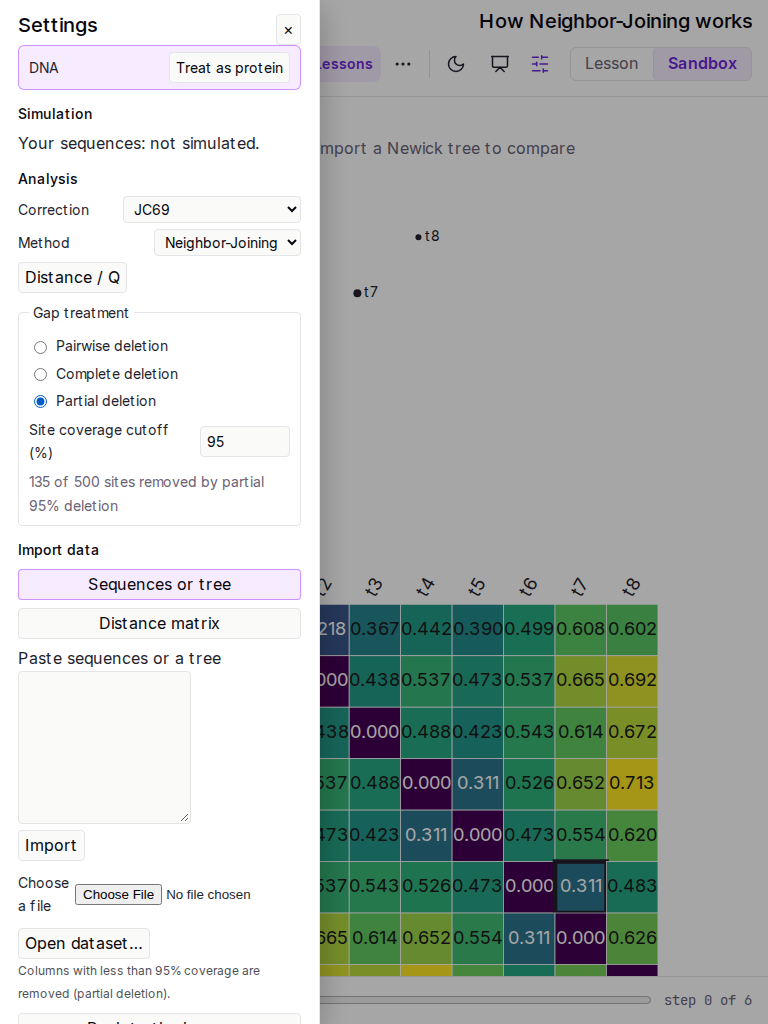 Settings
×
DNA
Treat as protein
Simulation
Your sequences: not simulated.
Analysis
Correction
JC69
Method
Neighbor-Joining
Distance / Q
Gap treatment
Pairwise deletion
Complete deletion
Partial deletion
Site coverage cutoff
(%)
95
135 of 500 sites removed by partial
95% deletion
Import data
Sequences or tree
Distance matrix
Paste sequences or a tree
Import
Choose
a file
Choose File No file chosen
Open dataset...
Columns with less than 95% coverage are
removed (partial deletion).
How Neighbor-Joining works
Lessons
Lesson
Sandbox
import a Newick tree to compare
t8
t7
t3 t4 t5 t6 t7 t8
218 0.367 0.442 0.390 0.499 0.608 0.602
000 0.438 0.537 0.473 0.537 0.665 0.692
438 0.000 0.488 0.423 0.543 0.614 0.672
537 0.488 0.000 0.311 0.526 0.652 0.713
473 0.423 0.311 0.000 0.473 0.554 0.620
537 0.543 0.526 0.473 0.000 0.311 0.483
665 0.614 0.652 0.554 0.311 0.000 0.626
step 0 of 6